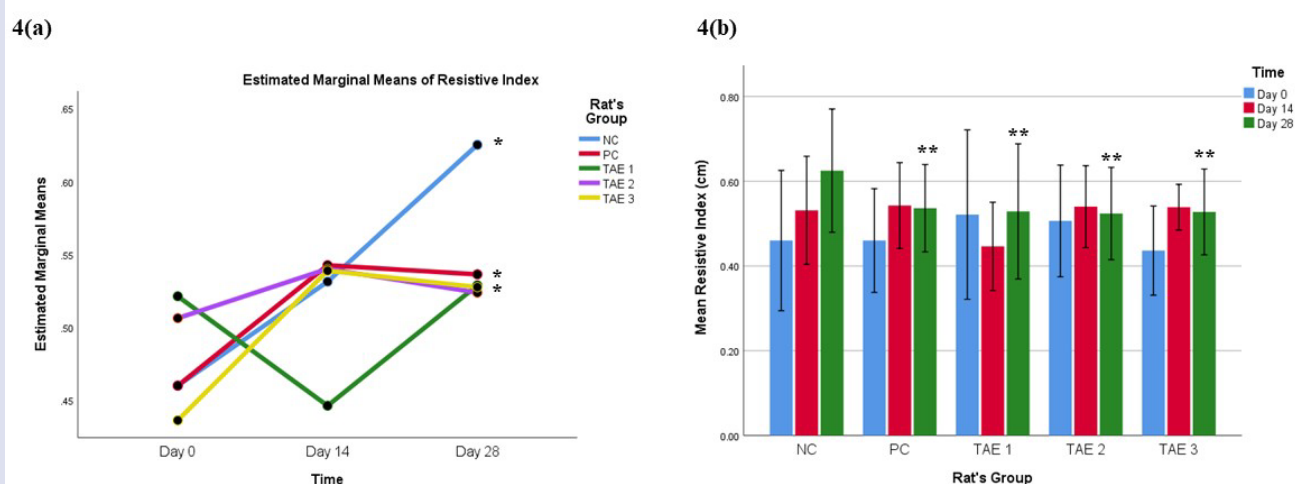 4(a)
Estimated Marginal Means of Resistive Index
Estimated Marginal Means
.65
.60
.55
.50
.45
*
*
*
Day 0
Day 14
Day 28
Time
Rat's
Group
NC
PC
TAE 1
TAE 2
TAE 3
4(b)
Mean Resistive Index (cm)
0.80
0.60
0.40
0.20
0.00
**
**
**
**
NC
PC
TAE 1
TAE 2
TAE 3
Rat's Group
Time
Day 0
Day 14
Day 28